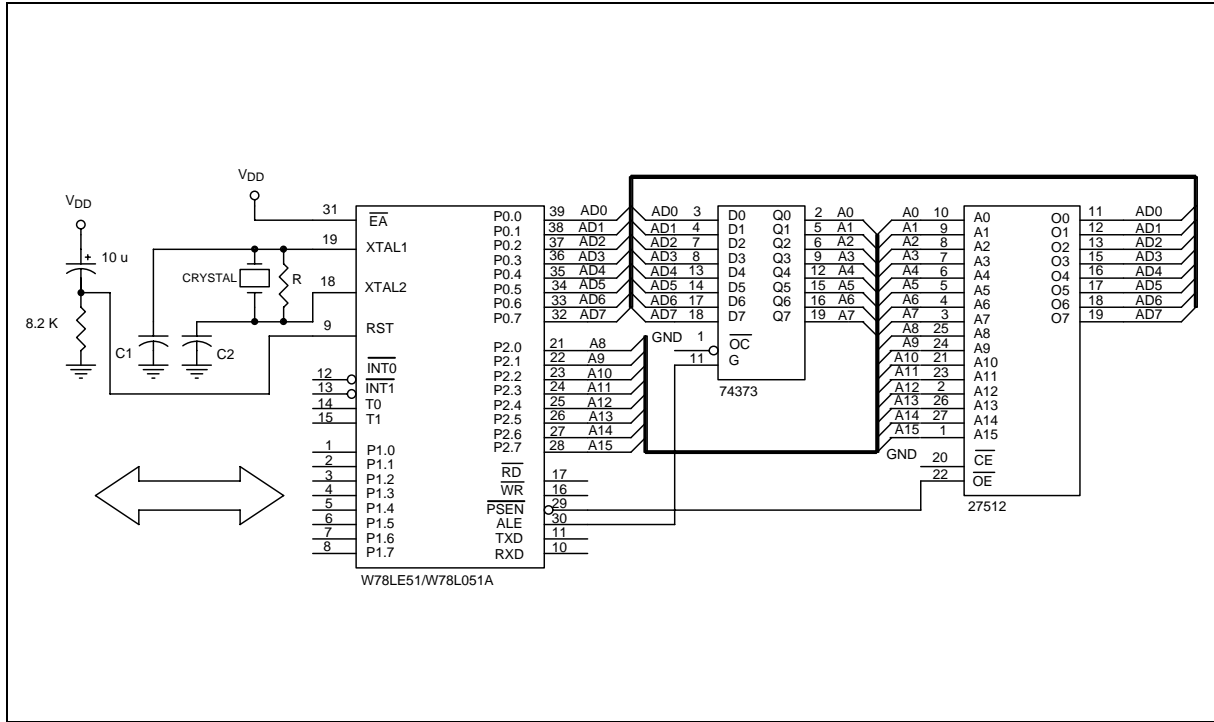 VDD
10 u
8.2 K
VDD
C1
C2
CRYSTAL
R
31 EA
19 XTAL1
18 XTAL2
9 RST
12 INT0
13 INT1
14 T0
15 T1
1 P1.0
2 P1.1
3 P1.2
4 P1.3
5 P1.4
6 P1.5
7 P1.6
8 P1.7
P0.0 39 AD0
P0.1 38 AD1
P0.2 37 AD2
P0.3 36 AD3
P0.4 35 AD4
P0.5 34 AD5
P0.6 33 AD6
P0.7 32 AD7
P2.0 21 A8
P2.1 22 A9
P2.2 23 A10
P2.3 24 A11
P2.4 25 A12
P2.5 26 A13
P2.6 27 A14
P2.7 28 A15
RD 17
WR 16
PSEN 29
ALE 30
TXD 11
RXD 10
W78LE51/W78L051A
AD0 3 D0 Q0 2 A0
AD1 4 D1 Q1 5 A1
AD2 7 D2 Q2 6 A2
AD3 8 D3 Q3 9 A3
AD4 13 D4 Q4 12 A4
AD5 14 D5 Q5 15 A5
AD6 17 D6 Q6 16 A6
AD7 18 D7 Q7 19 A7
GND 1 OC
11 G
74373
A0 10 A0 O0 11 AD0
A1 9 A1 O1 12 AD1
A2 8 A2 O2 13 AD2
A3 7 A3 O3 15 AD3
A4 6 A4 O4 16 AD4
A5 5 A5 O5 17 AD5
A6 4 A6 O6 18 AD6
A7 3 A7 O7 19 AD7
A8 25 A8
A9 24 A9
A10 21 A10
A11 23 A11
A12 2 A12
A13 26 A13
A14 27 A14
A15 1 A15
GND 20 CE
22 OE
27512